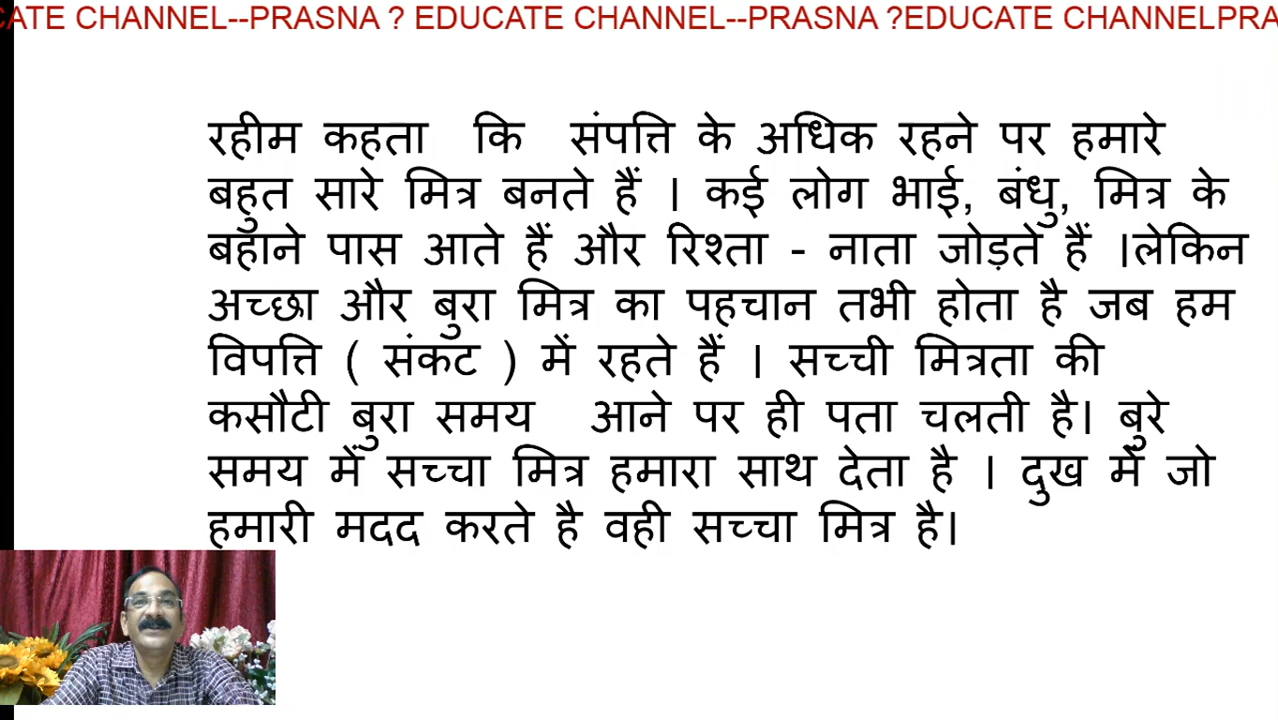 CATE CHANNEL--PRASNA ? EDUCATE CHANNEL--PRASNA ?EDUCATE CHANNELPRA
रहीम कहता कि संपत्ति के अधिक रहने पर हमारे
बहुत सारे मित्र बनते हैं । कई लोग भाई, बंधु, मित्र के
बहाने पास आते हैं और रिश्ता - नाता जोड़ते हैं ।लेकिन
अच्छा और बुरा मित्र का पहचान तभी होता है जब हम
विपत्ति ( संकट ) में रहते हैं । सच्ची मित्रता की
कसौटी बुरा समय आने पर ही पता चलती है। बुरे
समय में सच्चा मित्र हमारा साथ देता है । दुख में जो
हमारी मदद करते है वही सच्चा मित्र है।